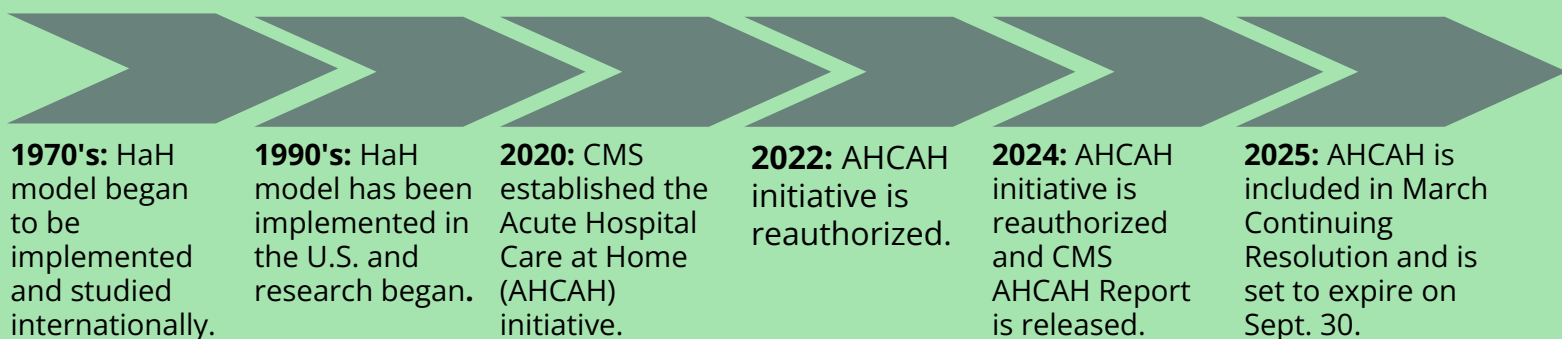 1970's: HaH
model began
to be
implemented
and studied
internationally.
1990's: HaH
model has been
implemented in
the U.S. and
research began.
2020: CMS
established the
Acute Hospital
Care at Home
(AHCAH)
initiative.
2022: AHCAH
initiative is
reauthorized.
2024: AHCAH
initiative is
reauthorized
and CMS
AHCAH Report
is released.
2025: AHCAH is
included in March
Continuing
Resolution and is
set to expire on
Sept. 30.